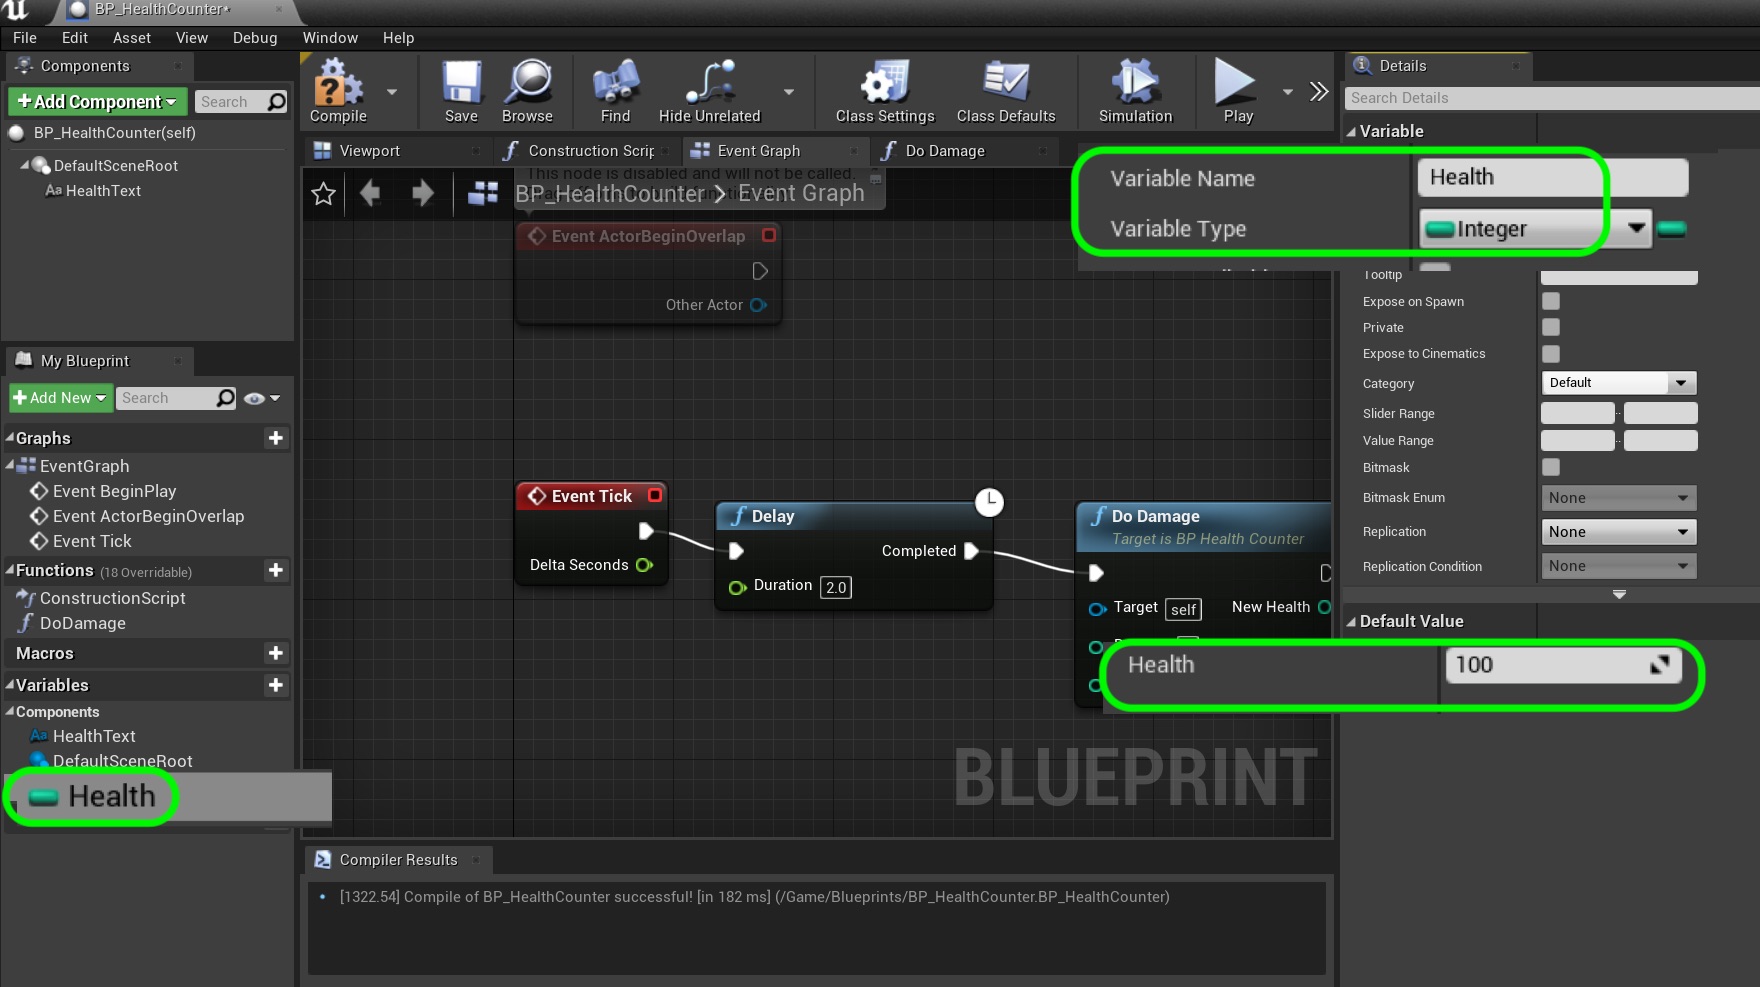 BP_HealthCounter*
File Edit Asset View Debug Window Help
Components
+Add Component
Search
BP_HealthCounter(self)
DefaultSceneRoot
HealthText
Compile
Save
Browse
Find
Hide Unrelated
Class Settings
Class Defaults
Simulation
Play
Viewport
Construction Scrip
Event Graph
Do Damage
This node is disabled and will not be called.
BP_HealthCounter > Event Graph
Event ActorBeginOverlap
Other Actor
Event Tick
Delta Seconds
Delay
Completed
Duration 2.0
Do Damage
Target is BP Health Counter
Target self
New Health
BLUEPRINT
My Blueprint
+Add New
Search
Graphs
EventGraph
Event BeginPlay
Event ActorBeginOverlap
Event Tick
Functions (18 Overridable)
ConstructionScript
DoDamage
Macros
Variables
Components
HealthText
DefaultSceneRoot
Health
Compiler Results
• [1322.54] Compile of BP_HealthCounter successful! [in 182 ms] (/Game/Blueprints/BP_HealthCounter.BP_HealthCounter)
Details
Search Details
Variable
Variable Name Health
Variable Type Integer
Tooltip
Expose on Spawn
Private
Expose to Cinematics
Category Default
Slider Range
Value Range
Bitmask
Bitmask Enum None
Replication None
Replication Condition None
Default Value
Health 100